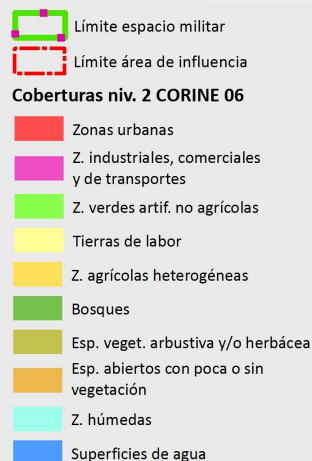 Límite espacio militar
Límite área de influencia
Coberturas niv. 2 CORINE 06
Zonas urbanas
Z. industriales, comerciales
y de transportes
Z. verdes artif. no agrícolas
Tierras de labor
Z. agrícolas heterogéneas
Bosques
Esp. veget. arbustiva y/o herbácea
Esp. abiertos con poca o sin
vegetación
Z. húmedas
Superficies de agua